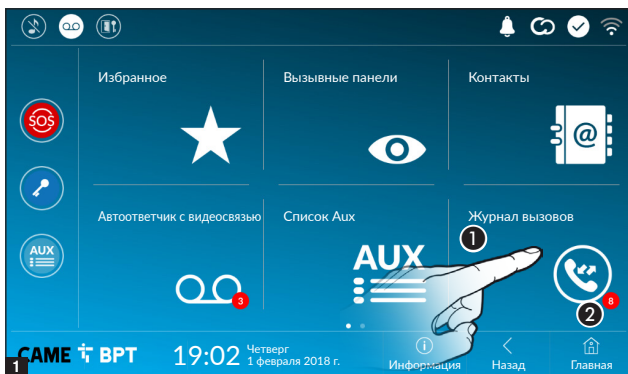 Избранное
Вызывные панели
Контакты
SOS
@
Автоответчик с видеосвязью
Список Aux
Журнал вызовов
1
AUX
AUX
3
8
2
CAME BPT
19:02
Четверг
1 февраля 2018 г.
Информация
Назад
Главная
1